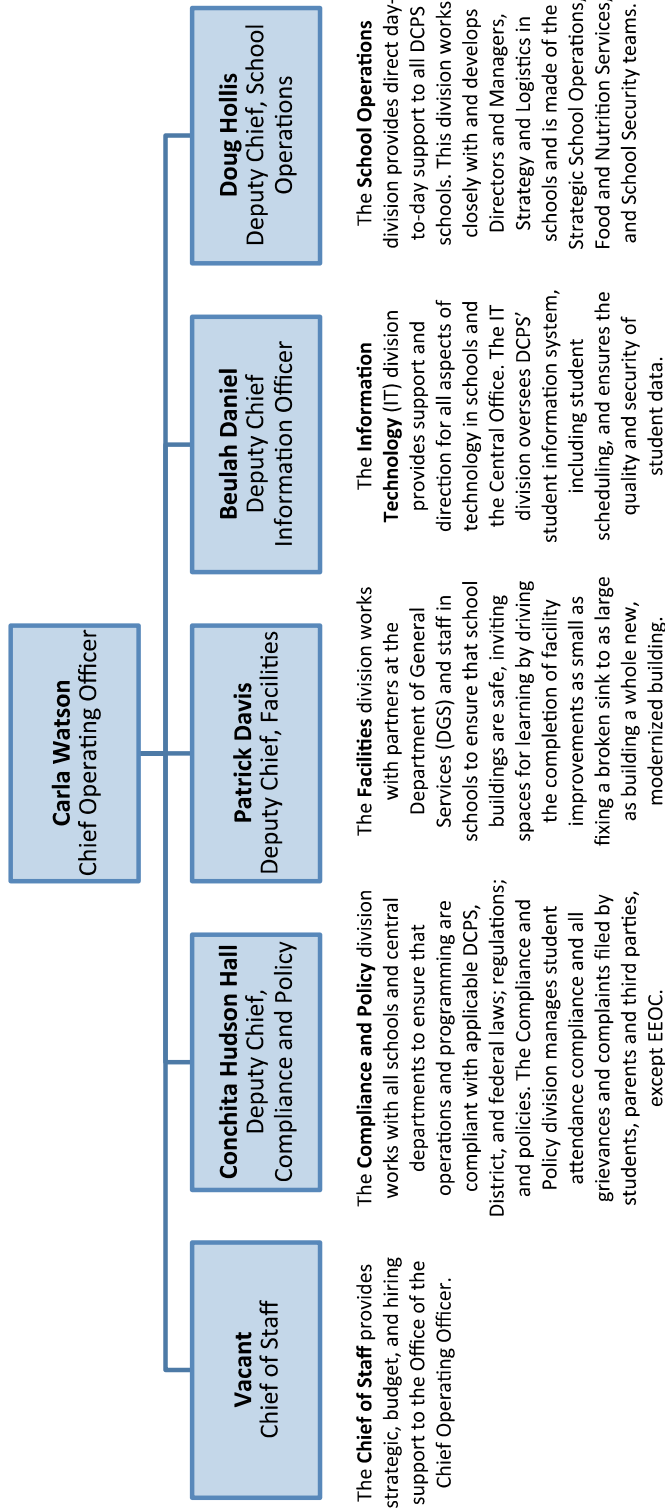 Carla Watson
Chief Operating Officer
Vacant
Chief of Staff
The Chief of Staff provides
strategic, budget, and hiring
support to the Office of the
Chief Operating Officer.
Conchita Hudson Hall
Deputy Chief,
Compliance and Policy
The Compliance and Policy division
works with all schools and central
departments to ensure that
operations and programming are
compliant with applicable DCPS,
District, and federal laws; regulations;
and policies. The Compliance and
Policy division manages student
attendance compliance and all
grievances and complaints filed by
students, parents and third parties,
except EEOC.
Patrick Davis
Deputy Chief, Facilities
The Facilities division works
with partners at the
Department of General
Services (DGS) and staff in
schools to ensure that school
buildings are safe, inviting
spaces for learning by driving
the completion of facility
improvements as small as
fixing a broken sink to as large
as building a whole new,
modernized building.
Beulah Daniel
Deputy Chief
Information Officer
The Information
Technology (IT) division
provides support and
direction for all aspects of
technology in schools and
the Central Office. The IT
division oversees DCPS’
student information system,
including student
scheduling, and ensures the
quality and security of
student data.
Doug Hollis
Deputy Chief, School
Operations
The School Operations
division provides direct day-
to-day support to all DCPS
schools. This division works
closely with and develops
Directors and Managers,
Strategy and Logistics in
schools and is made of the
Strategic School Operations,
Food and Nutrition Services,
and School Security teams.